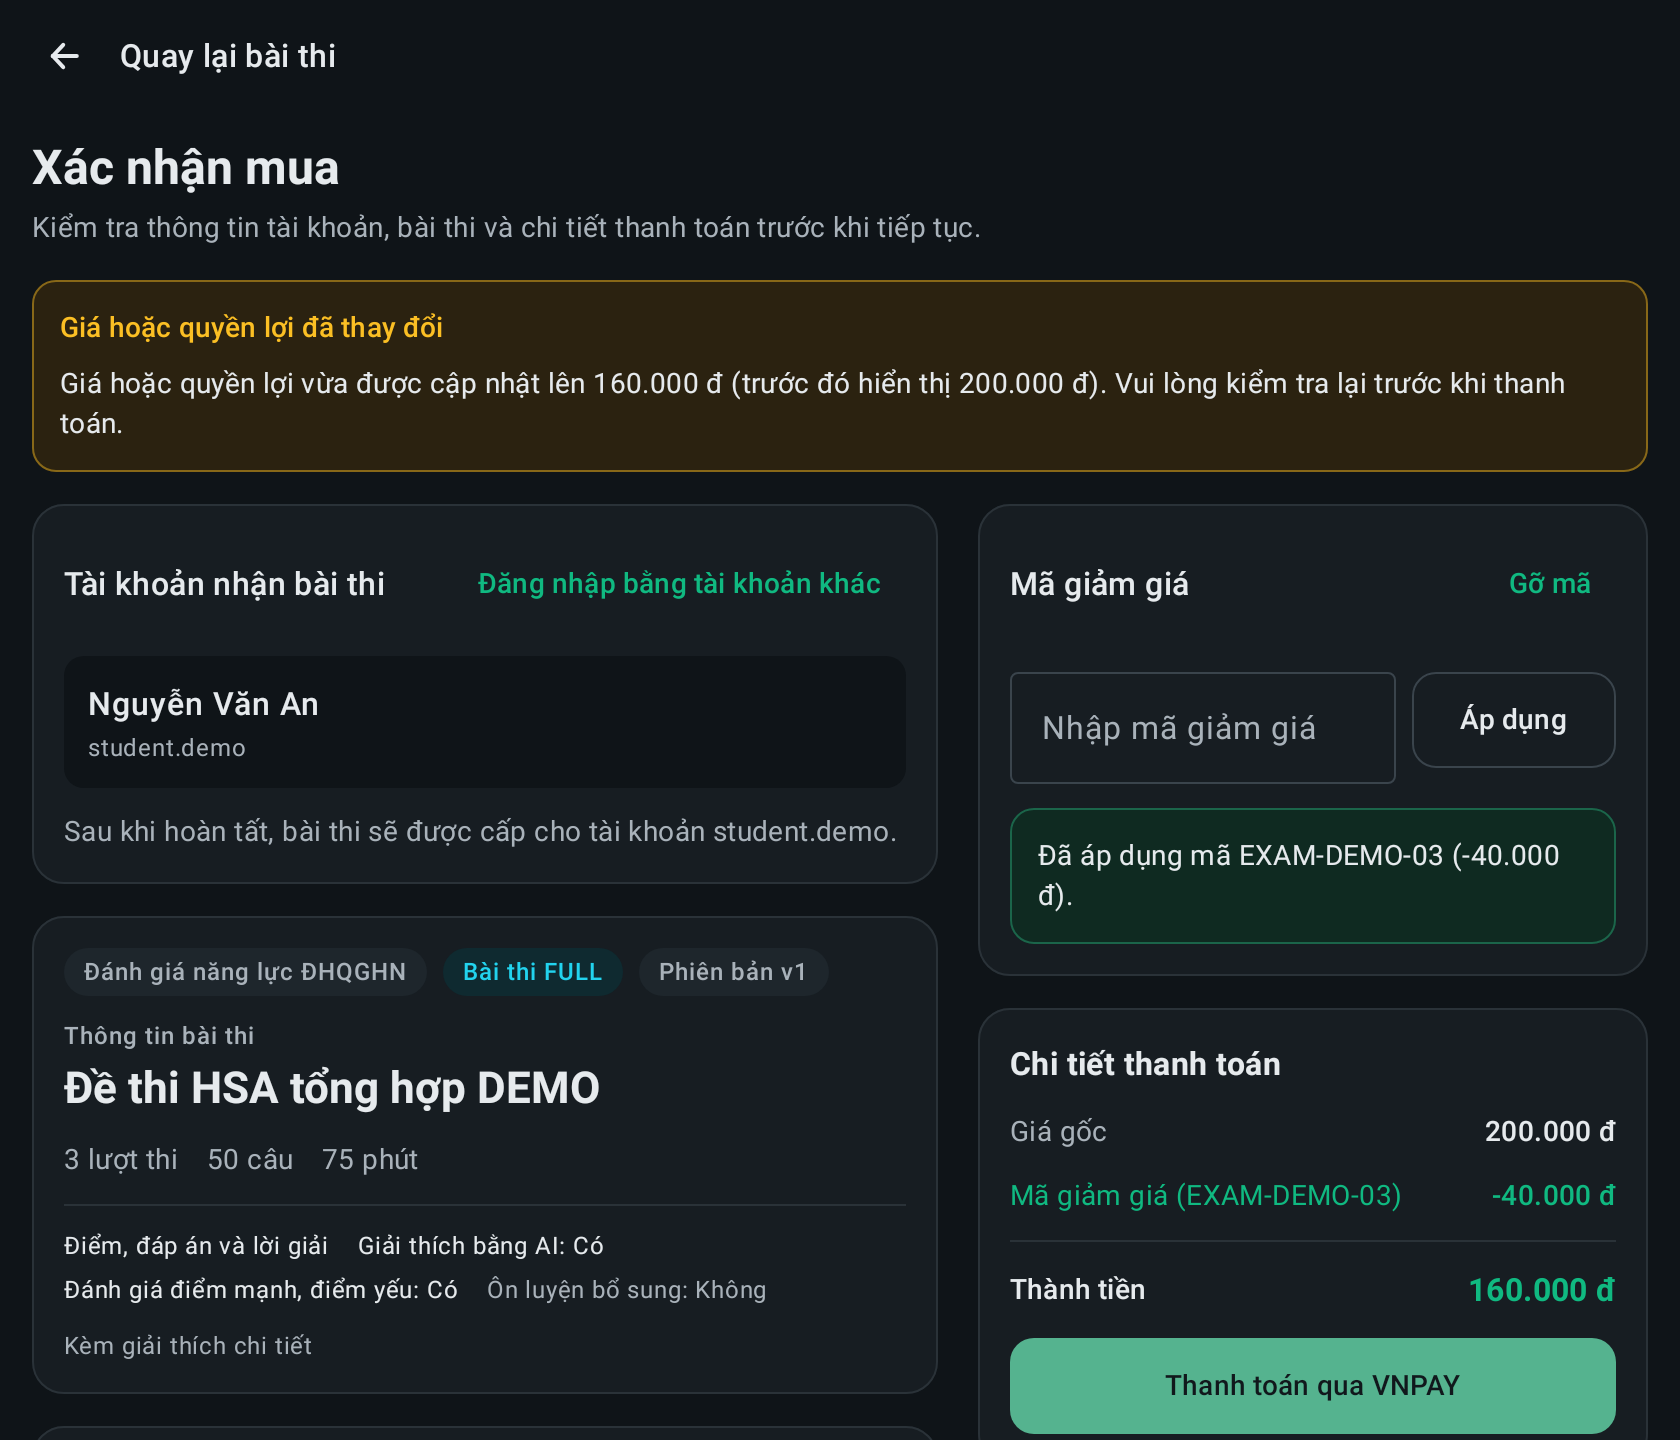 Quay lại bài thi
Xác nhận mua
Kiểm tra thông tin tài khoản, bài thi và chi tiết thanh toán trước khi tiếp tục.
Giá hoặc quyền lợi đã thay đổi
Giá hoặc quyền lợi vừa được cập nhật lên 160.000 đ (trước đó hiển thị 200.000 đ). Vui lòng kiểm tra lại trước khi thanh
toán.
Tài khoản nhận bài thi
Đăng nhập bằng tài khoản khác
Nguyễn Văn An
student.demo
Sau khi hoàn tất, bài thi sẽ được cấp cho tài khoản student.demo.
Đánh giá năng lực ĐHQGHN
Bài thi FULL
Phiên bản v1
Thông tin bài thi
Đề thi HSA tổng hợp DEMO
3 lượt thi 50 câu 75 phút
Điểm, đáp án và lời giải Giải thích bằng AI: Có
Đánh giá điểm mạnh, điểm yếu: Có Ôn luyện bổ sung: Không
Kèm giải thích chi tiết
Mã giảm giá
Gỡ mã
Nhập mã giảm giá
Áp dụng
Đã áp dụng mã EXAM-DEMO-03 (-40.000
đ).
Chi tiết thanh toán
Giá gốc 200.000 đ
Mã giảm giá (EXAM-DEMO-03) -40.000 đ
Thành tiền 160.000 đ
Thanh toán qua VNPAY